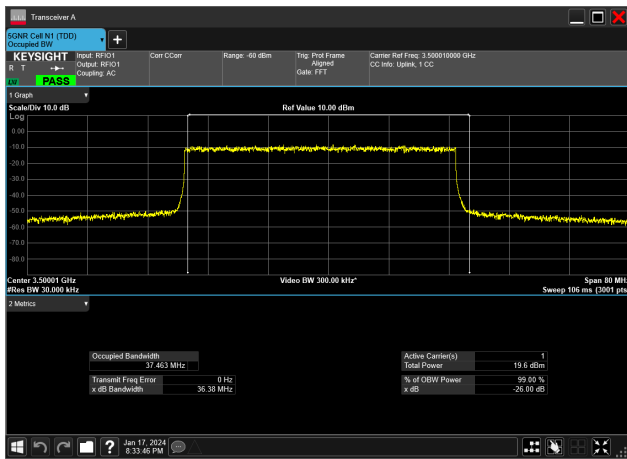 Transceiver A
5GNR Cell N1 (TDD)
Occupied BW
KEYSIGHT
R T
LNI
PASS
Input: RFIO1
Output: RFIO1
Coupling: AC
Corr CCorr
Range: -60 dBm
Trig: Prot Frame
Aligned
Gate: FFT
Carrier Ref Freq: 3.500010000 GHz
CC Info: Uplink, 1 CC
1 Graph
Scale/Div 10.0 dB
Ref Value 10.00 dBm
Log
0.00
-10.0
-20.0
-30.0
-40.0
-50.0
-60.0
-70.0
-80.0
Center 3.50001 GHz
Video BW 300.00 kHz*
Span 80 MHz
#Res BW 30.000 kHz
Sweep 106 ms (3001 pts
2 Metrics
Occupied Bandwidth
37.463 MHz
Transmit Freq Error 0 Hz
x dB Bandwidth 36.38 MHz
Active Carrier(s) 1
Total Power 19.6 dBm
% of OBW Power 99.00 %
x dB -26.00 dB
Jan 17, 2024
8:33:46 PM